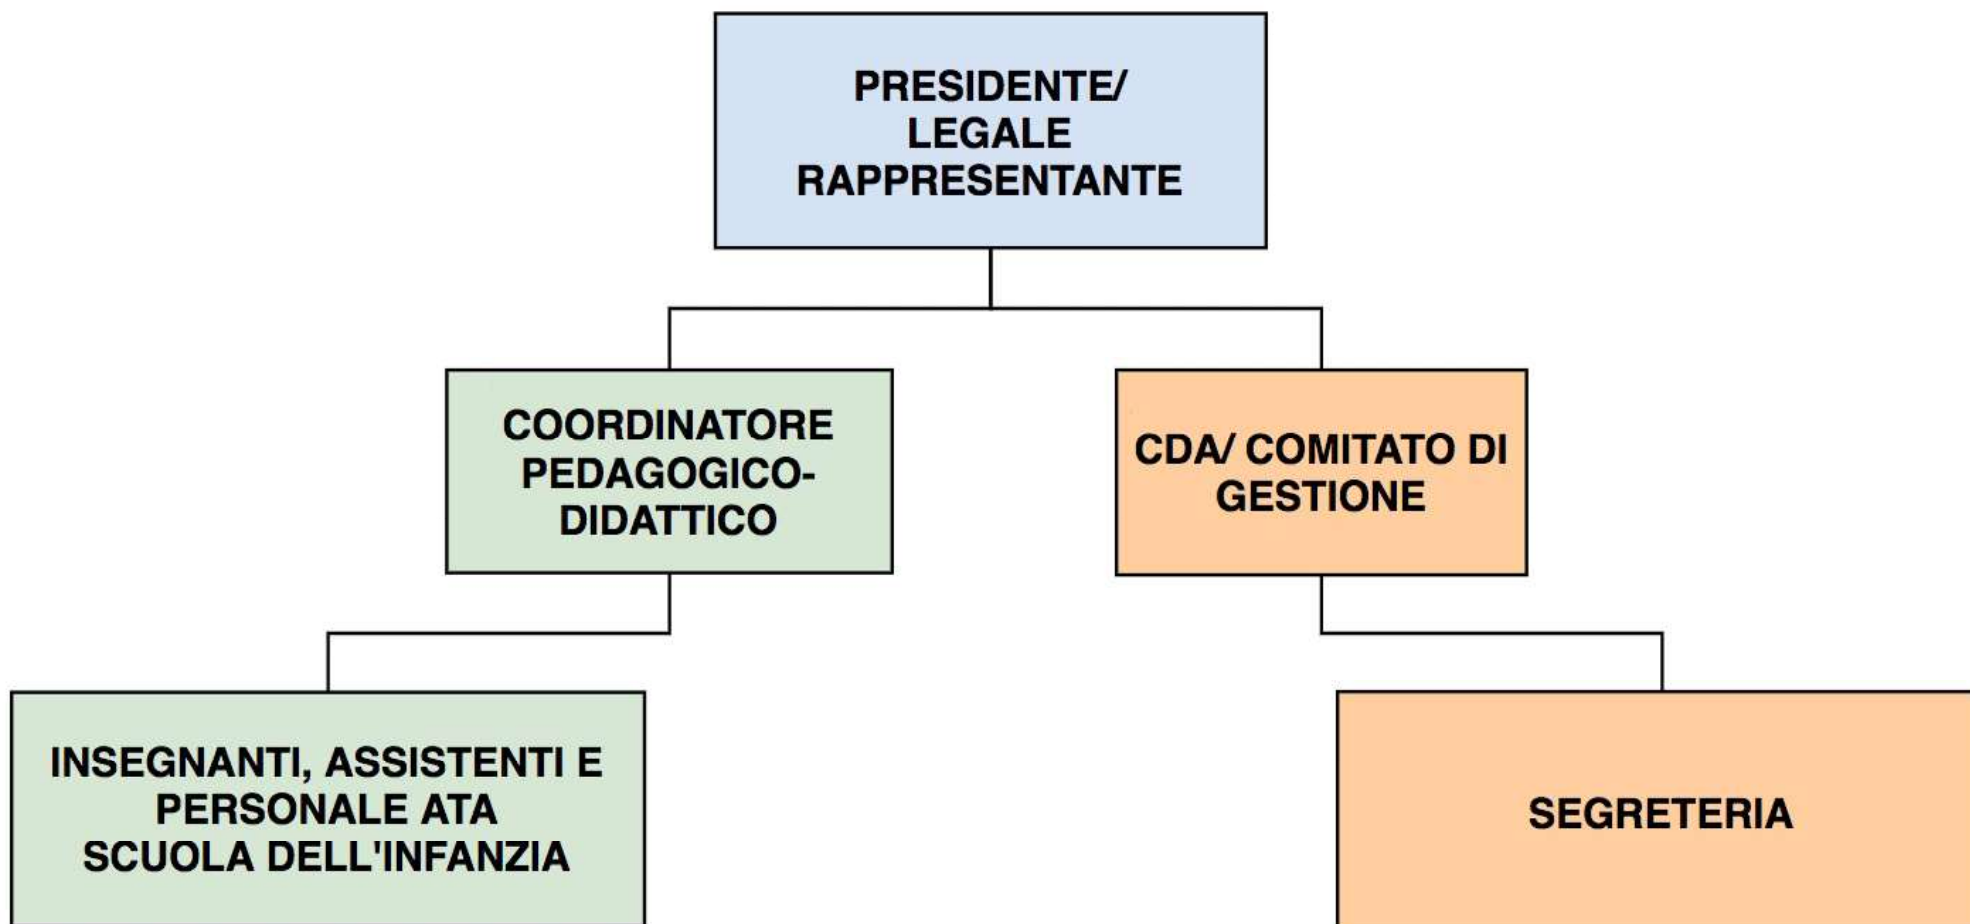 PRESIDENTE/
LEGALE
RAPPRESENTANTE
COORDINATORE
PEDAGOGICO-
DIDATTICO
CDA/ COMITATO DI
GESTIONE
INSEGNANTI, ASSISTENTI E
PERSONALE ATA
SCUOLA DELL'INFANZIA
SEGRETERIA